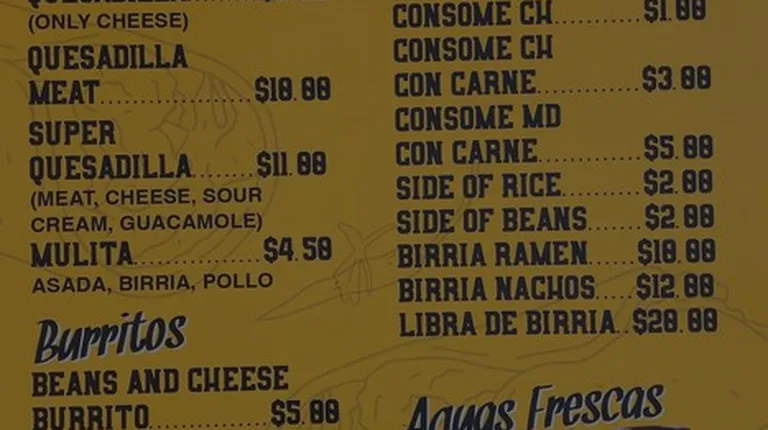 (ONLY CHEESE)
QUESADILLA
MEAT......................$10.00
SUPER
QUESADILLA.........$11.00
(MEAT, CHEESE, SOUR
CREAM, GUACAMOLE)
MULITA..................$4.50
ASADA, BIRRIA, POLLO
Burritos
BEANS AND CHEESE
BURRITO.................$5.00
CONSOME CH...........$1.00
CONSOME CH
CON CARNE...............$3.00
CONSOME MD
CON CARNE...............$5.00
SIDE OF RICE...........$2.00
SIDE OF BEANS.......$2.00
BIRRIA RAMEN.......$10.00
BIRRIA NACHOS.....$12.00
LIBRA DE BIRRIA..$20.00
Aguas Frescas